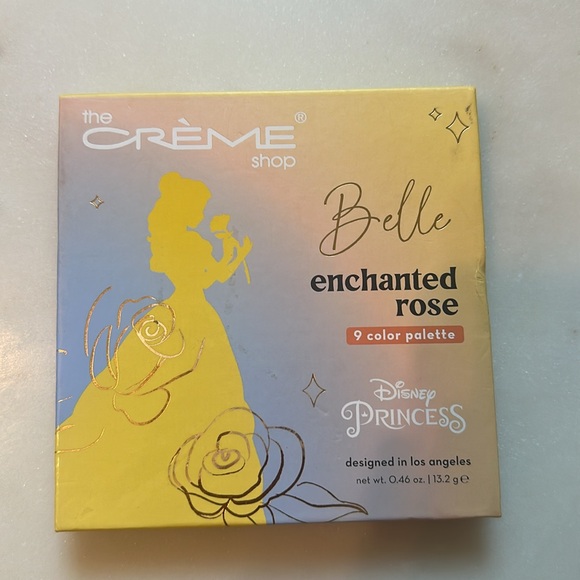 the
CRÈME®
shop
Belle
enchanted
rose
9 color palette
Disney
PRINCESS
designed in los angeles
net wt. 0.46 oz. | 13.2 g ℮